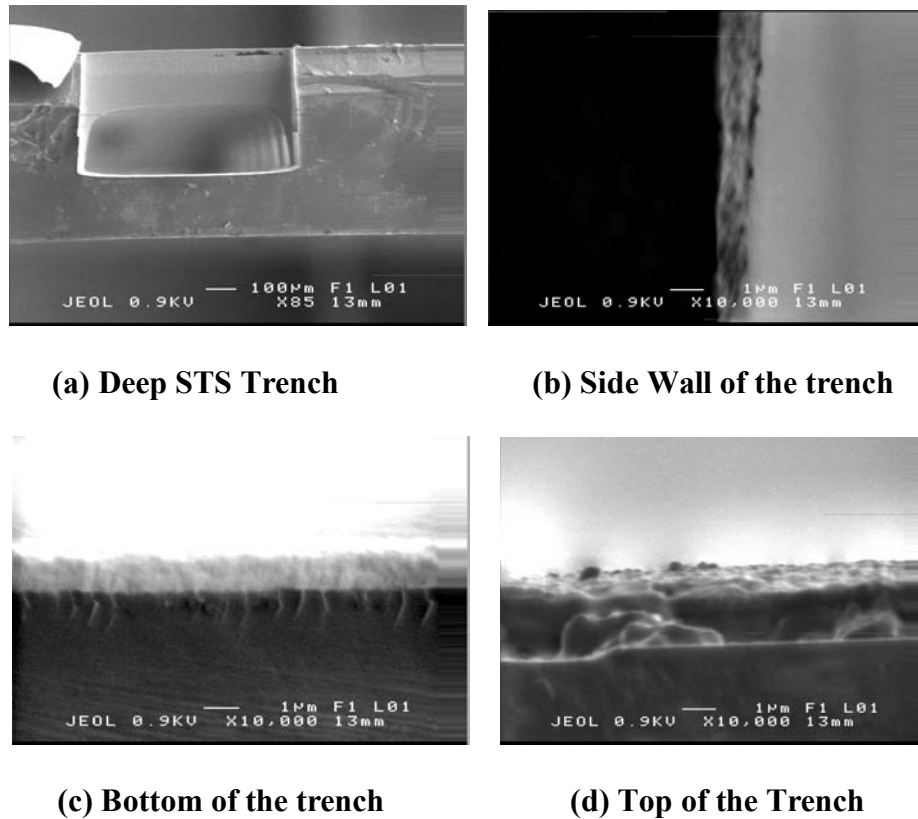 100µm F1 L01
JEOL 0.9KV X85 13mm
1µm F1 L01
JEOL 0.9KV X10,000 13mm
(a) Deep STS Trench
(b) Side Wall of the trench
1µm F1 L01
JEOL 0.9KV X10,000 13mm
1µm F1 L01
JEOL 0.9KV X10,000 13mm
(c) Bottom of the trench
(d) Top of the Trench